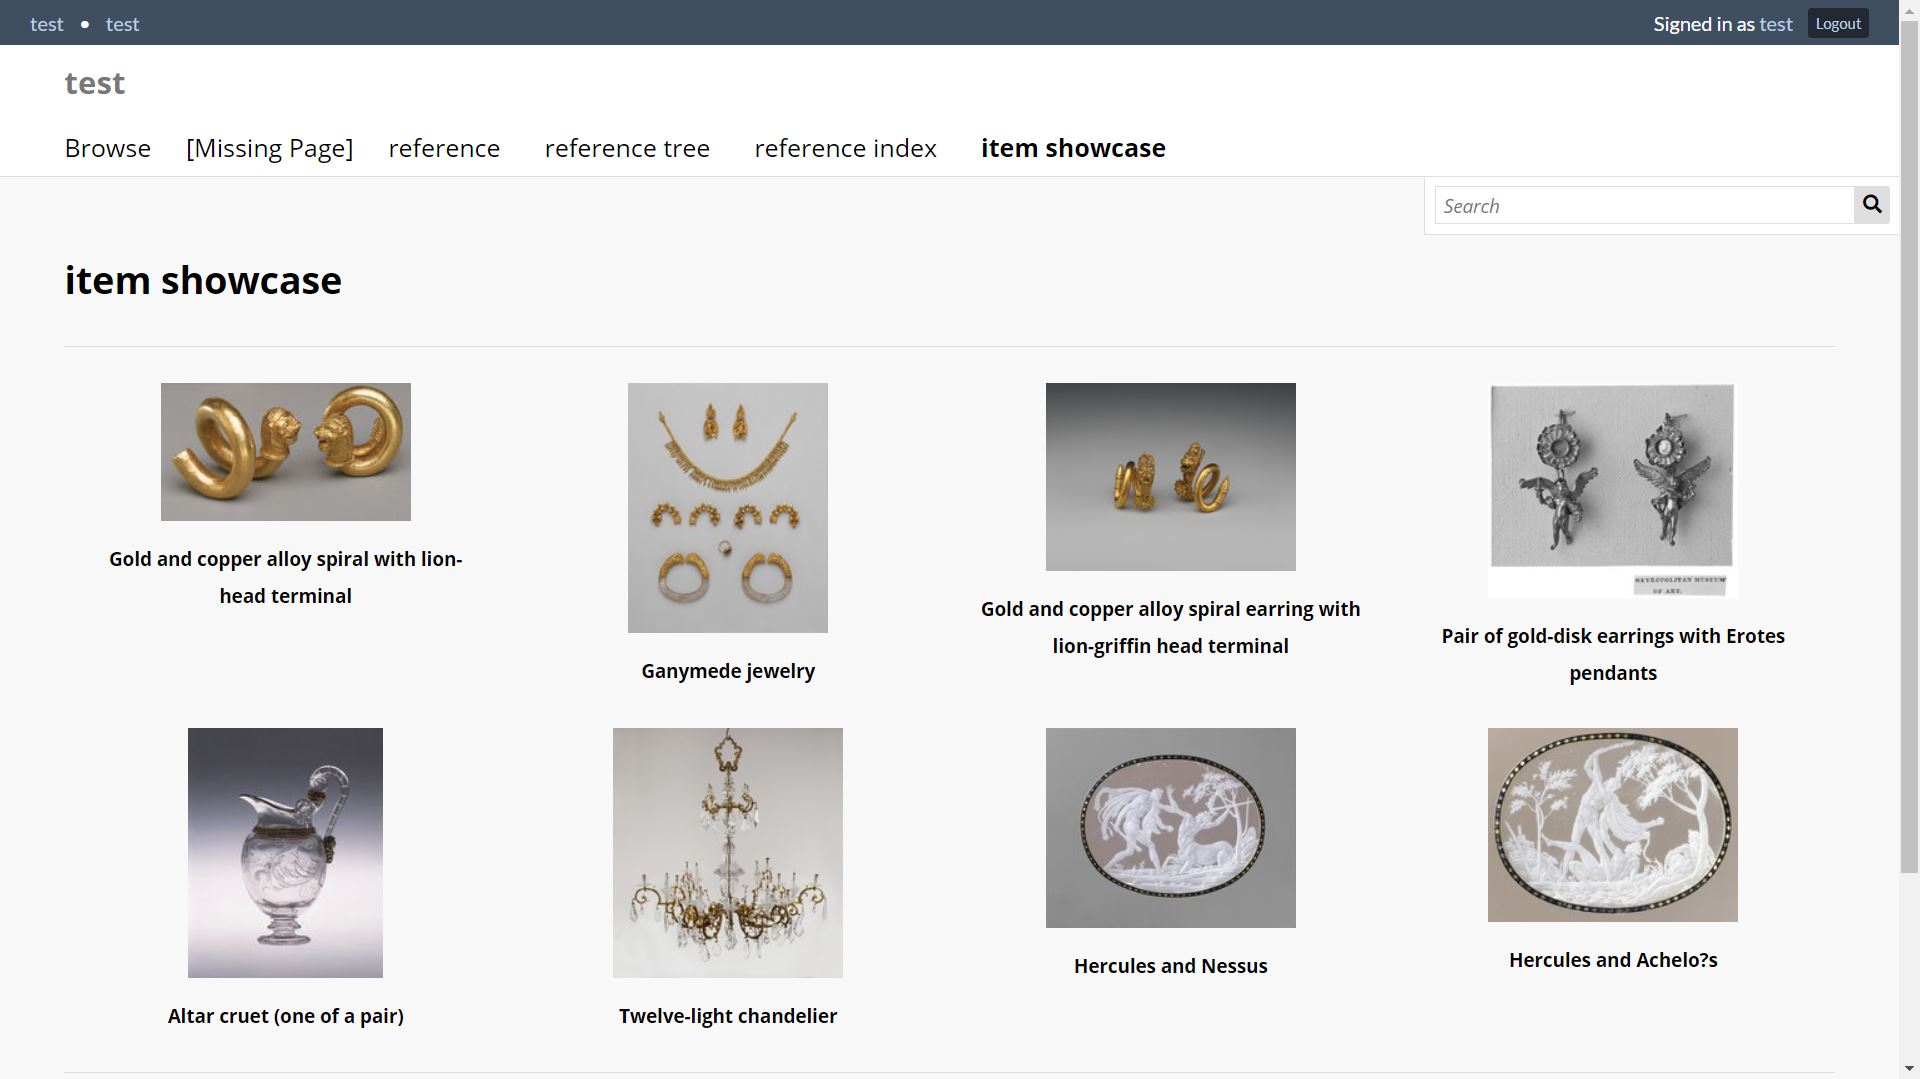 test • test
Signed in as test Logout
test
Browse [Missing Page] reference reference tree reference index item showcase
Search
item showcase
METROPOLITAN MUSEUM
OF ART.
Gold and copper alloy spiral with lion-
head terminal
Ganymede jewelry
Gold and copper alloy spiral earring with
lion-griffin head terminal
Pair of gold-disk earrings with Erotes
pendants
Altar cruet (one of a pair)
Twelve-light chandelier
Hercules and Nessus
Hercules and Achelo?s